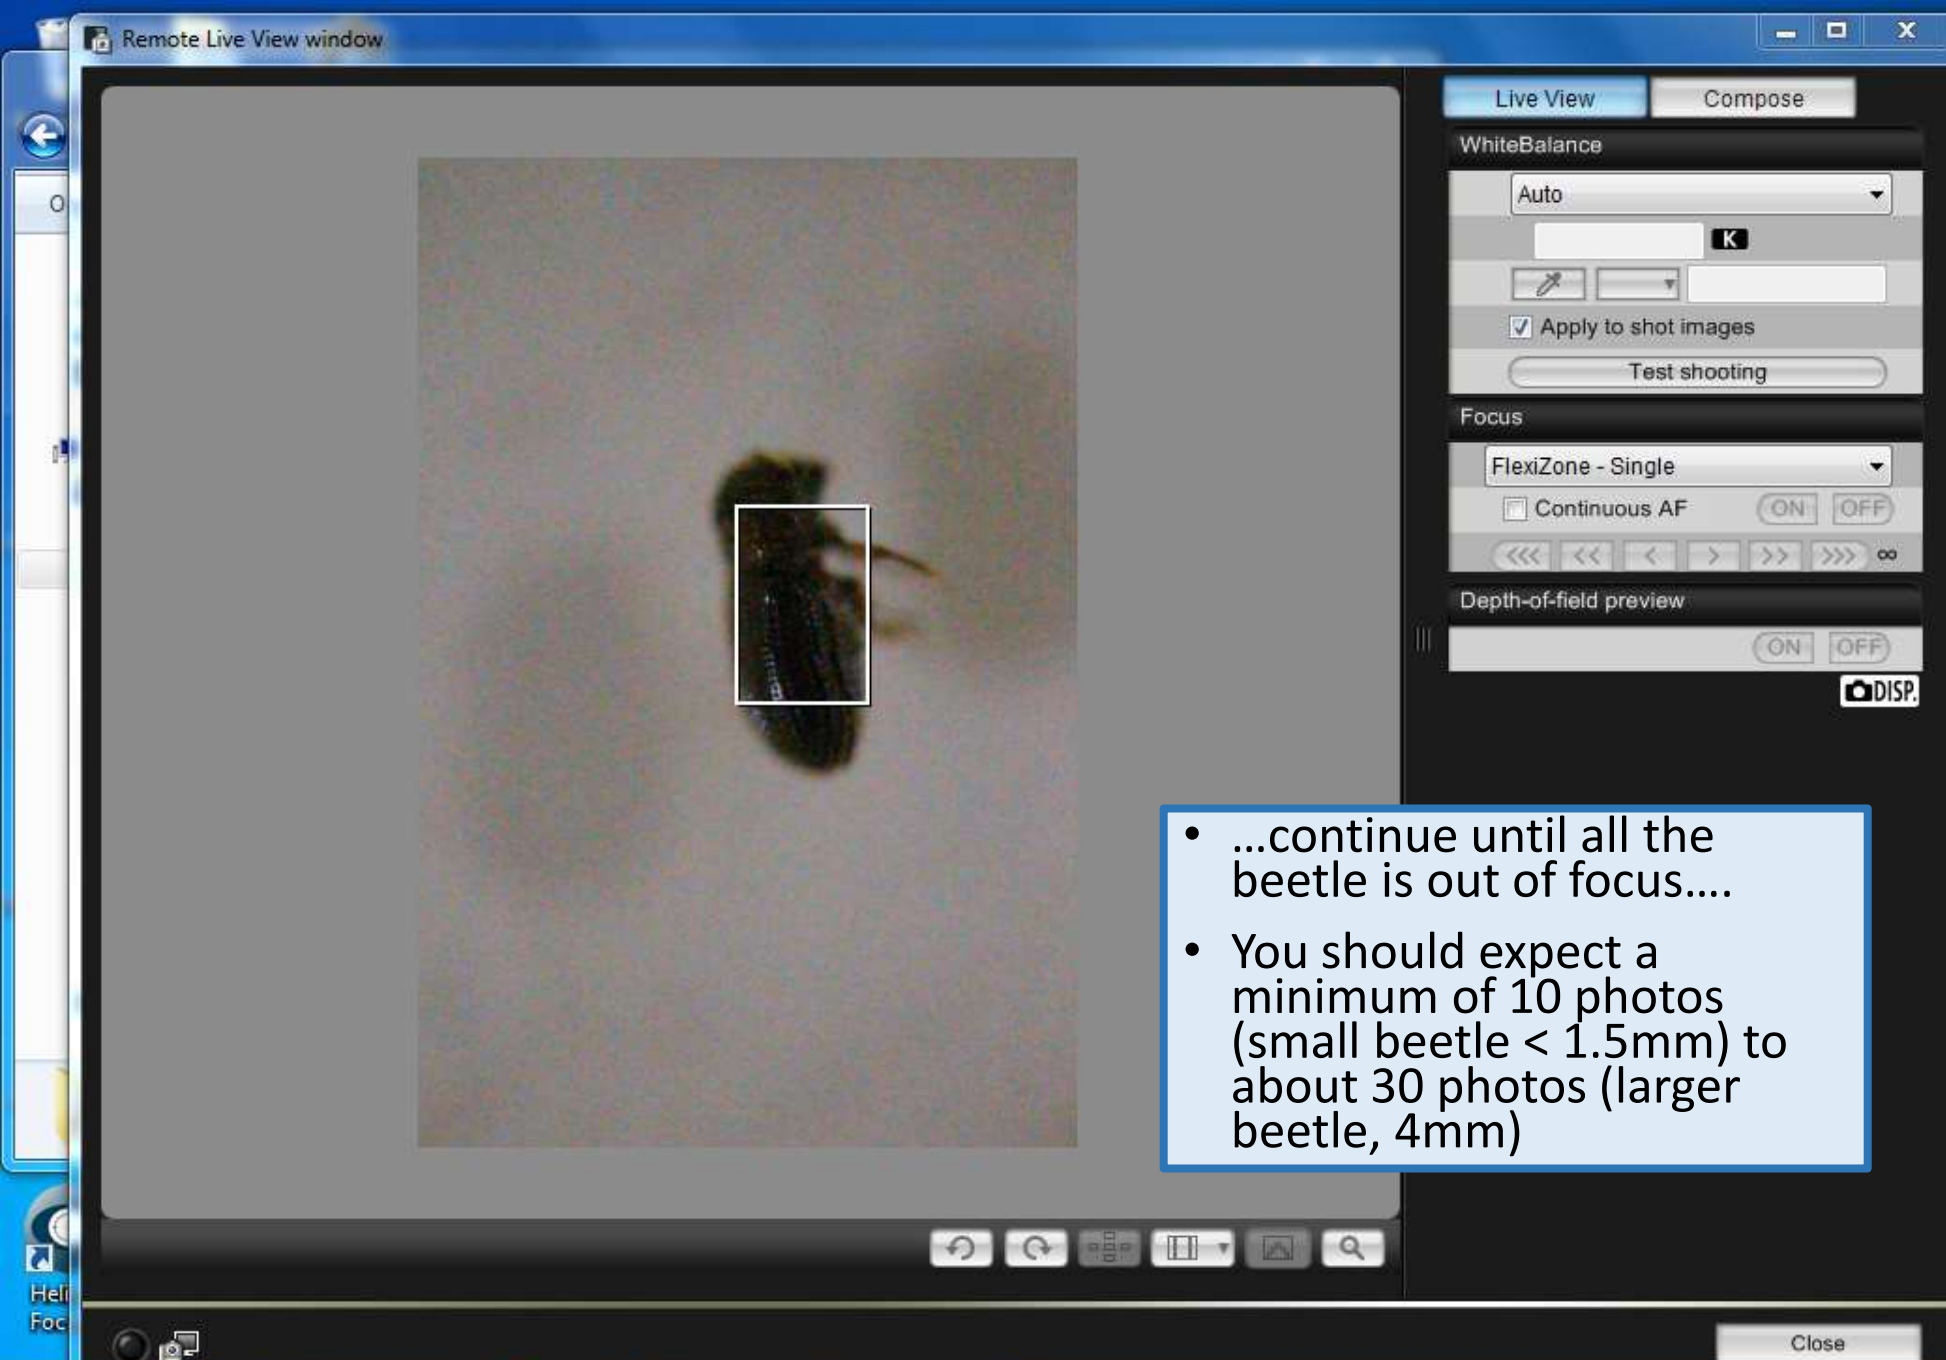 Remote Live View window
Live View
Compose
WhiteBalance
O
Auto
K
Apply to shot images
Test shooting
Focus
FlexiZone - Single
Continuous AF
ON
OFF
<<<
<<
<
>
>>
>>>
∞
Depth-of-field preview
ON
OFF
DISP.
• …continue until all the
beetle is out of focus….
• You should expect a
minimum of 10 photos
(small beetle < 1.5mm) to
about 30 photos (larger
beetle, 4mm)
Heli
Foc
Close